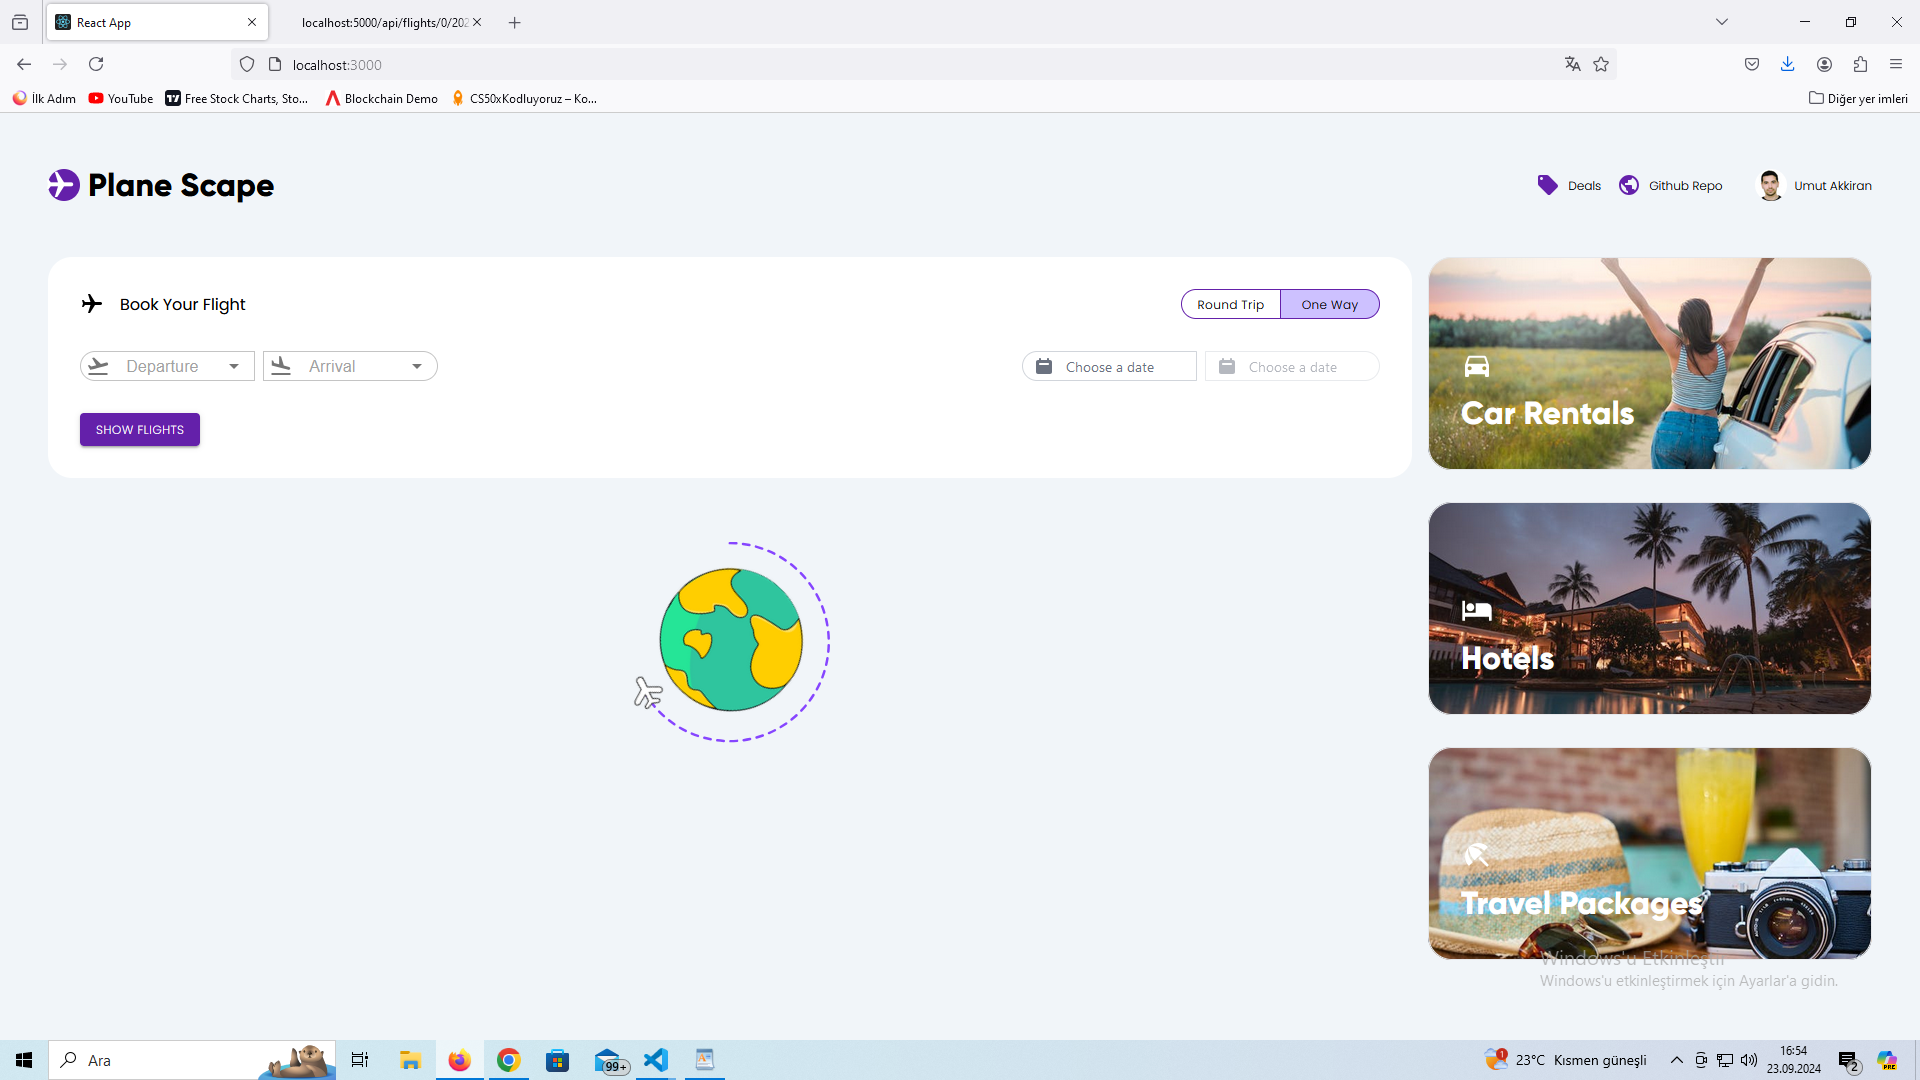 React App
localhost:5000/api/flights/0/202
localhost:3000
İlk Adım
YouTube
Free Stock Charts, Sto...
Blockchain Demo
CS50xKodluyoruz – Ko...
Diğer yer imleri
Plane Scape
Deals
Github Repo
Umut Akkiran
Book Your Flight
Round Trip
One Way
Departure
Arrival
Choose a date
Choose a date
SHOW FLIGHTS
Car Rentals
Hotels
Travel Packages
Windows'u Etkinleştir
Windows'u etkinleştirmek için Ayarlar'a gidin.
Ara
99+
1
23°C Kısmen güneşli
16:54
23.09.2024
2
PRE